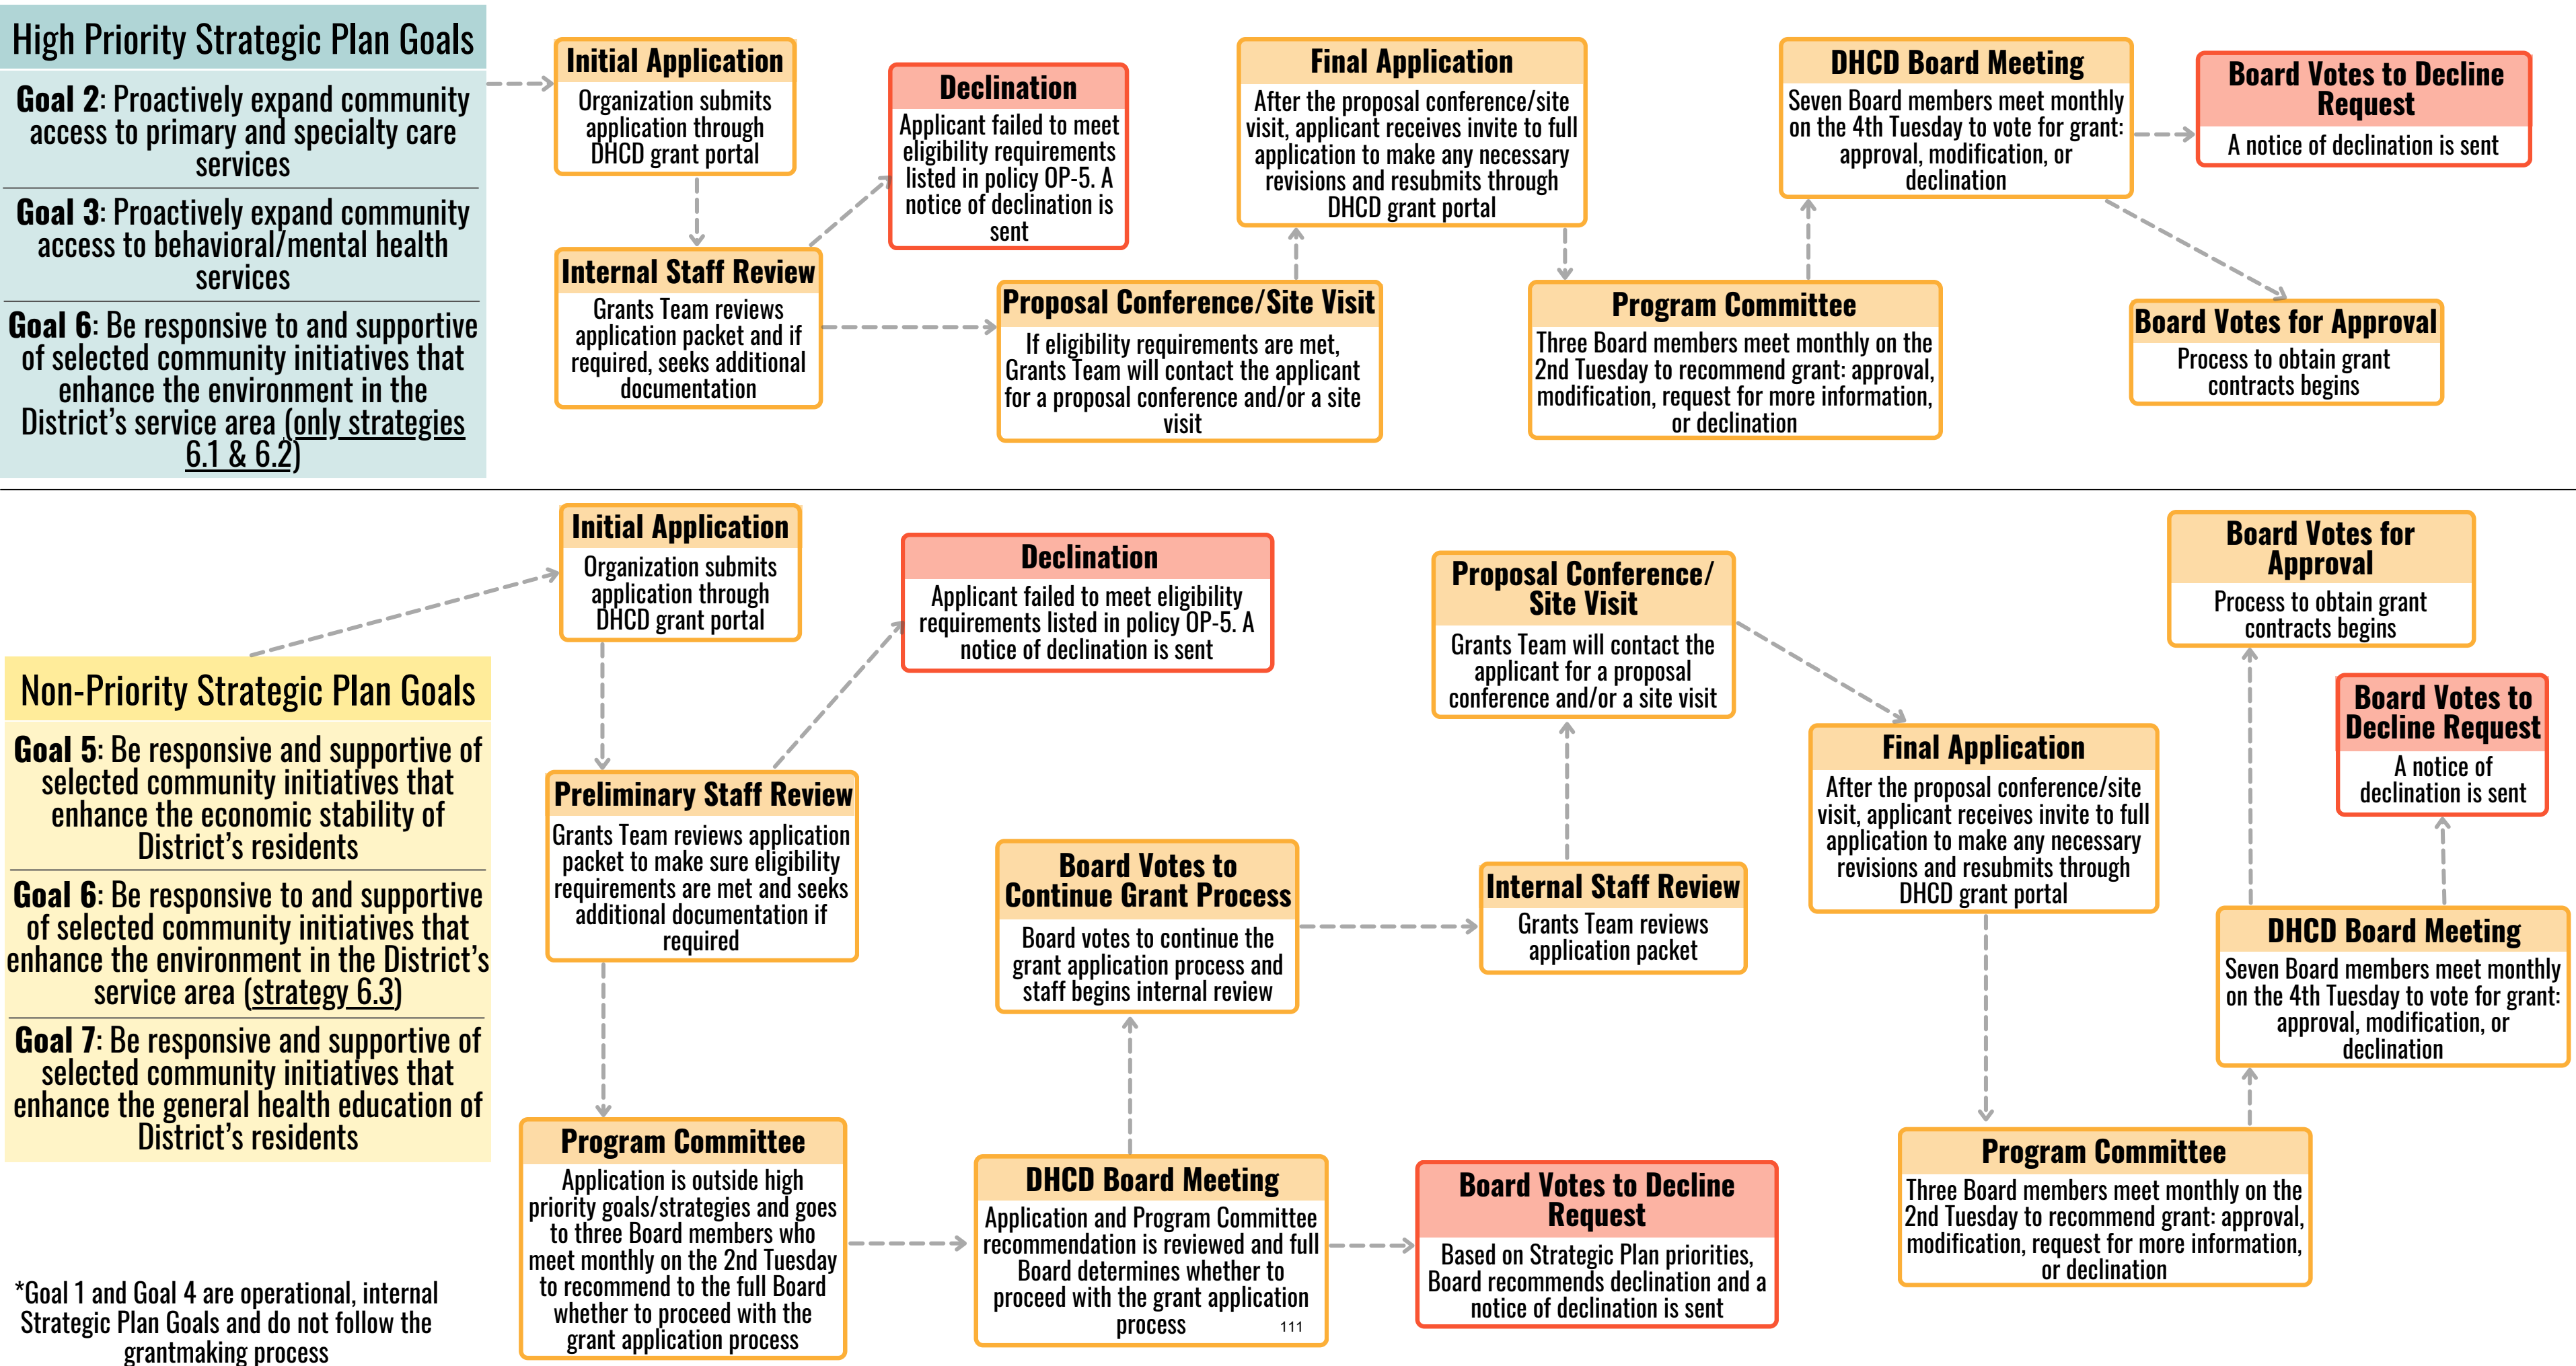 High Priority Strategic Plan Goals
Goal 2: Proactively expand community
access to primary and specialty care
services
Goal 3: Proactively expand community
access to behavioral/mental health
services
Goal 6: Be responsive to and supportive
of selected community initiatives that
enhance the environment in the
District's service area (only strategies
6.1 & 6.2)
Initial Application
Organization submits
application through
DHCD grant portal
Internal Staff Review
Grants Team reviews
application packet and if
required, seeks additional
documentation
Declination
Applicant failed to meet
eligibility requirements
listed in policy OP-5. A
notice of declination is
sent
Proposal Conference/Site Visit
If eligibility requirements are met,
Grants Team will contact the applicant
for a proposal conference and/or a site
visit
Final Application
After the proposal conference/site
visit, applicant receives invite to full
application to make any necessary
revisions and resubmits through
DHCD grant portal
Program Committee
Three Board members meet monthly on the
2nd Tuesday to recommend grant: approval,
modification, request for more information,
or declination
DHCD Board Meeting
Seven Board members meet monthly
on the 4th Tuesday to vote for grant:
approval, modification, or
declination
Board Votes to Decline
Request
A notice of declination is sent
Board Votes for Approval
Process to obtain grant
contracts begins
Non-Priority Strategic Plan Goals
Goal 5: Be responsive and supportive of
selected community initiatives that
enhance the economic stability of
District's residents
Goal 6: Be responsive to and supportive
of selected community initiatives that
enhance the environment in the District's
service area (strategy 6.3)
Goal 7: Be responsive and supportive of
selected community initiatives that
enhance the general health education of
District's residents
*Goal 1 and Goal 4 are operational, internal
Strategic Plan Goals and do not follow the
grantmaking process
Initial Application
Organization submits
application through
DHCD grant portal
Preliminary Staff Review
Grants Team reviews application
packet to make sure eligibility
requirements are met and seeks
additional documentation if
required
Declination
Applicant failed to meet eligibility
requirements listed in policy OP-5. A
notice of declination is sent
Program Committee
Application is outside high
priority goals/strategies and goes
to three Board members who
meet monthly on the 2nd Tuesday
to recommend to the full Board
whether to proceed with the
grant application process
DHCD Board Meeting
Application and Program Committee
recommendation is reviewed and full
Board determines whether to
proceed with the grant application
process
111
Board Votes to Decline
Request
Based on Strategic Plan priorities,
Board recommends declination and a
notice of declination is sent
Board Votes to
Continue Grant Process
Board votes to continue the
grant application process and
staff begins internal review
Internal Staff Review
Grants Team reviews
application packet
Proposal Conference/
Site Visit
Grants Team will contact the
applicant for a proposal
conference and/or a site visit
Final Application
After the proposal conference/site
visit, applicant receives invite to full
application to make any necessary
revisions and resubmits through
DHCD grant portal
Program Committee
Three Board members meet monthly on the
2nd Tuesday to recommend grant: approval,
modification, request for more information,
or declination
DHCD Board Meeting
Seven Board members meet monthly
on the 4th Tuesday to vote for grant:
approval, modification, or
declination
Board Votes for
Approval
Process to obtain grant
contracts begins
Board Votes to
Decline Request
A notice of
declination is sent